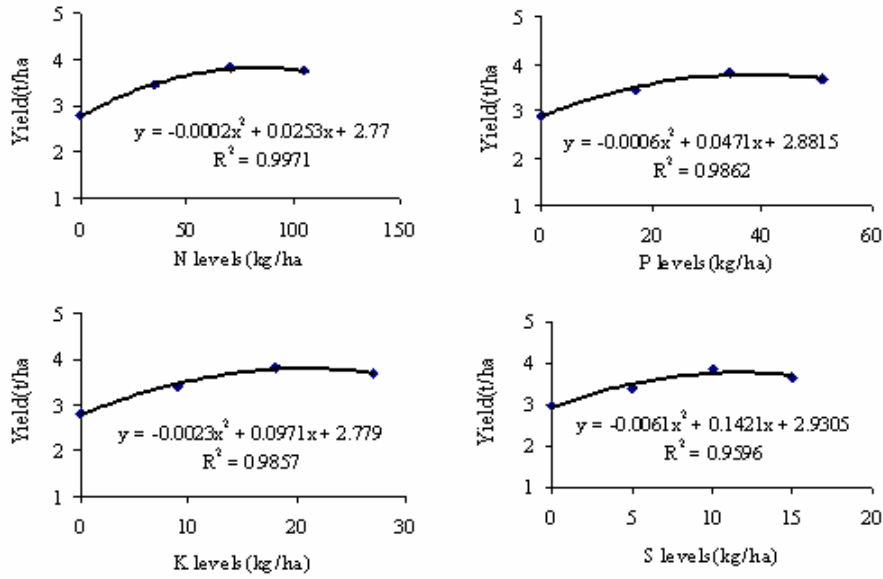 5
4
3
2
1
Yield(t/ha
y = -0.0002x² + 0.0253x + 2.77
R² = 0.9971
0 50 100 150
N levels (kg/ha
5
4
3
2
1
Yield(t/ha
y = -0.0006x² + 0.0471x + 2.8815
R² = 0.9862
0 20 40 60
P levels (kg/ha)
5
4
3
2
1
Yield(t/ha
y = -0.0023x² + 0.0971x + 2.779
R² = 0.9857
0 10 20 30
K levels (kg/ha)
5
4
3
2
1
Yield(t/ha
y = -0.0061x² + 0.1421x + 2.9305
R² = 0.9596
0 5 10 15 20
S levels (kg/ha)